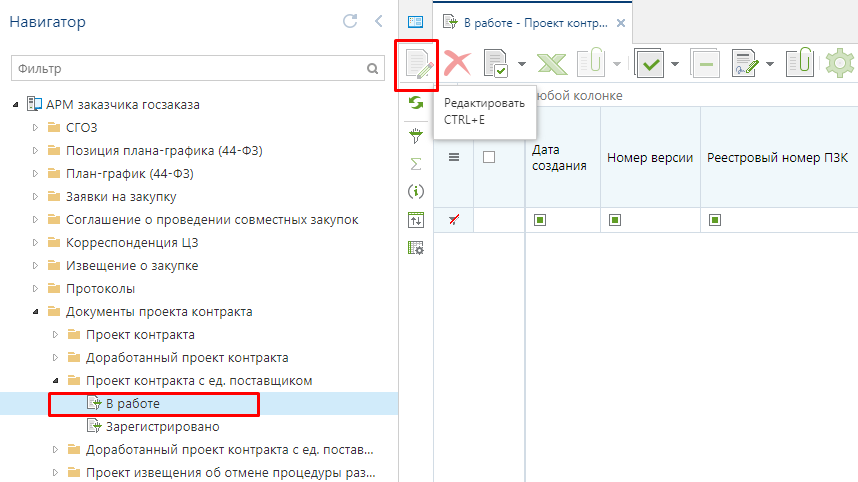 Навигатор
Фильтр
АРМ заказчика госзаказа
СГОЗ
Позиция плана-графика (44-ФЗ)
План-график (44-ФЗ)
Заявки на закупку
Соглашение о проведении совместных закупок
Корреспонденция ЦЗ
Извещение о закупке
Протоколы
Документы проекта контракта
Проект контракта
Доработанный проект контракта
Проект контракта с ед. поставщиком
В работе
Зарегистрировано
Доработанный проект контракта с ед. постав...
Проект извещения об отмене процедуры раз...
В работе - Проект контр...
Редактировать
CTRL+E
любой колонке
Дата
создания
Номер версии
Реестровый номер ПЗК